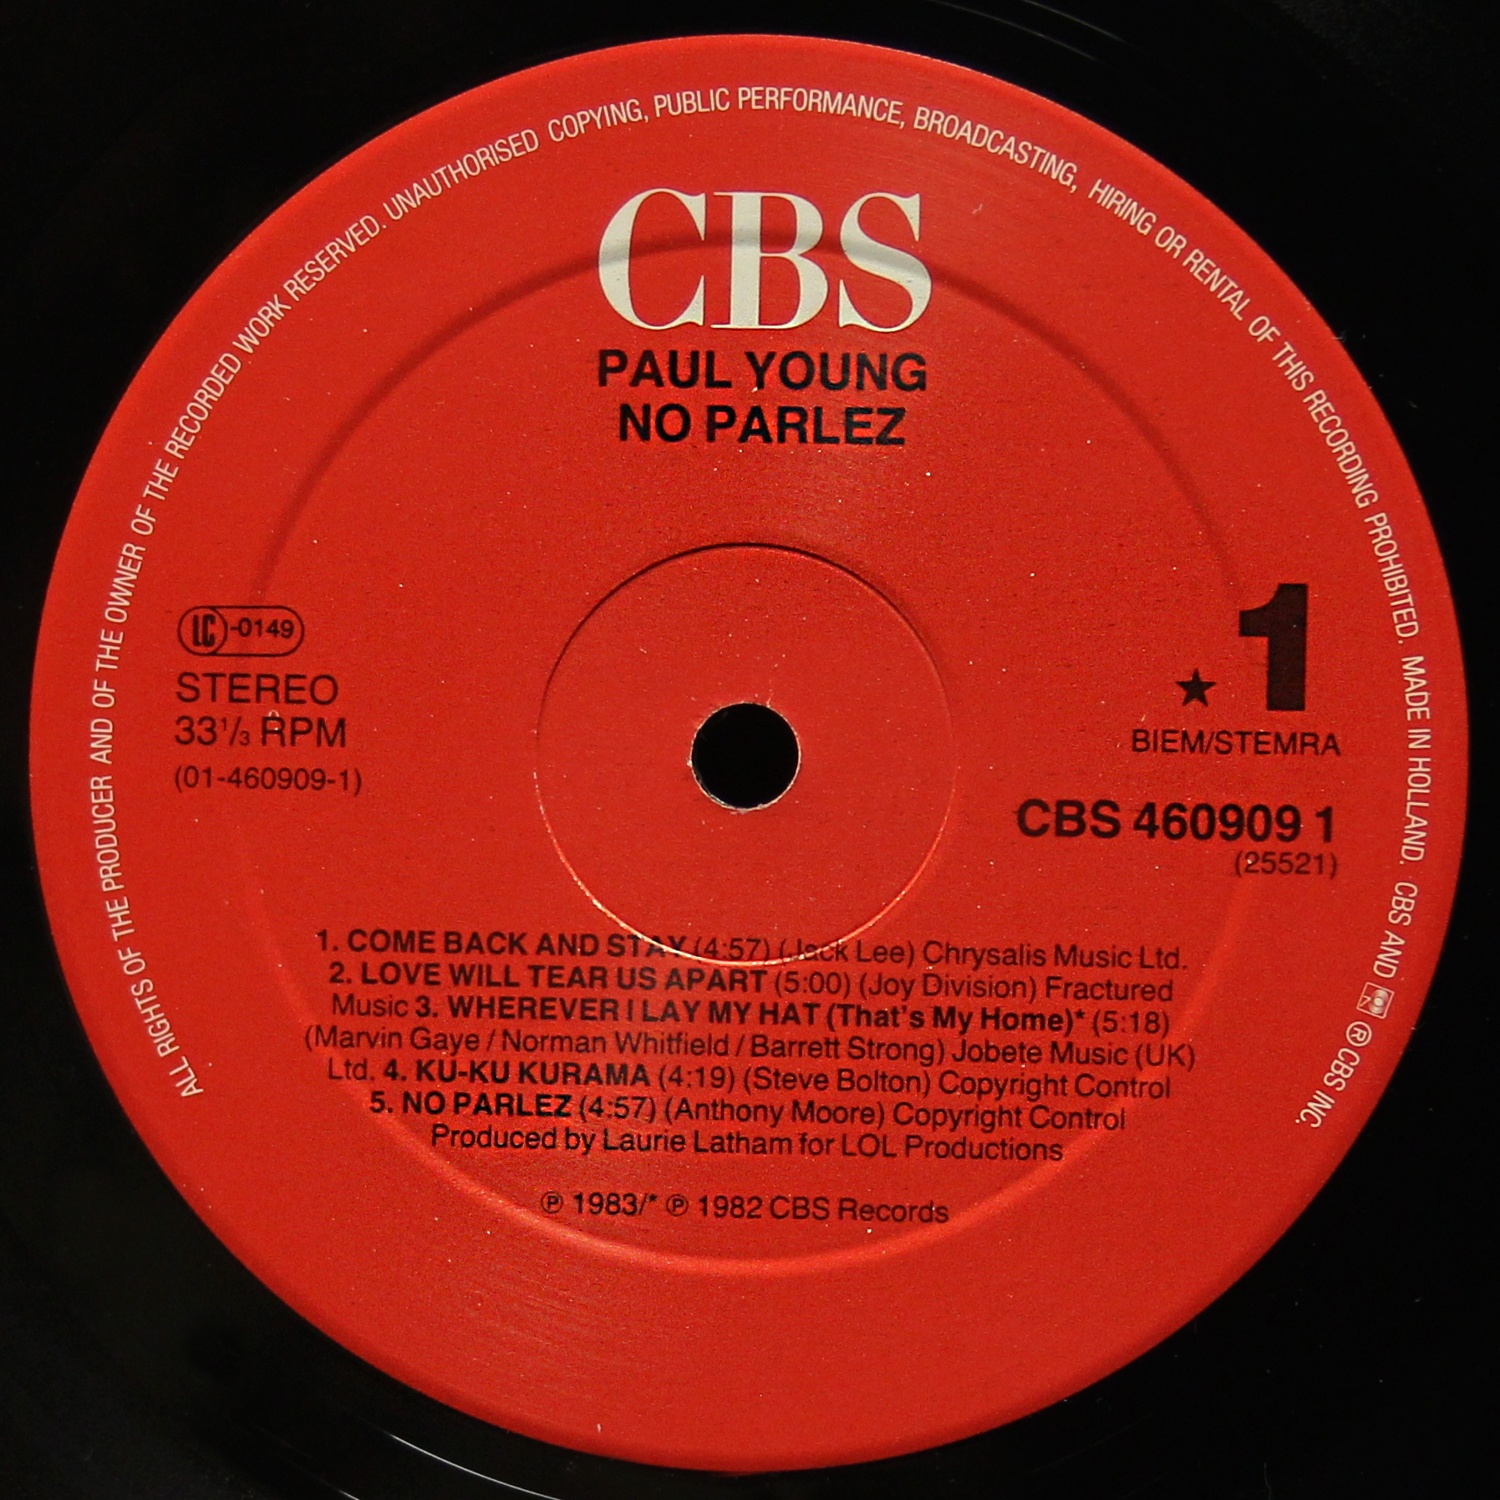 ALL RIGHTS OF THE PRODUCER AND OF THE OWNER OF THE RECORDED WORK RESERVED. UNAUTHORISED COPYING, PUBLIC PERFORMANCE, BROADCASTING, HIRING OR RENTAL OF THIS RECORDING PROHIBITED. MADE IN HOLLAND. CBS AND ® CBS INC.
CBS
PAUL YOUNG
NO PARLEZ
LC-0149
STEREO
33 1/3 RPM
(01-460909-1)
★ 1
BIEM/STEMRA
CBS 460909 1
(25521)
1. COME BACK AND STAY (4:57) (Jack Lee) Chrysalis Music Ltd.
2. LOVE WILL TEAR US APART (5:00) (Joy Division) Fractured
Music 3. WHEREVER I LAY MY HAT (That's My Home)* (5:18)
(Marvin Gaye / Norman Whitfield / Barrett Strong) Jobete Music (UK)
Ltd. 4. KU-KU KURAMA (4:19) (Steve Bolton) Copyright Control
5. NO PARLEZ (4:57) (Anthony Moore) Copyright Control
Produced by Laurie Latham for LOL Productions
℗ 1983/* ℗ 1982 CBS Records